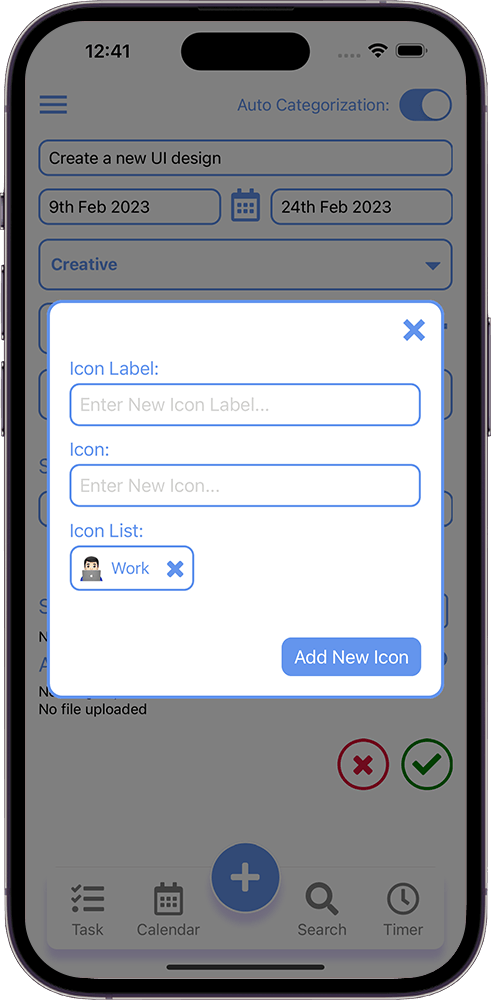 12:41
Auto Categorization:
Create a new UI design
9th Feb 2023 24th Feb 2023
Creative
Icon Label:
Enter New Icon Label...
Icon:
Enter New Icon...
Icon List:
Work
Add New Icon
No file uploaded
Task Calendar Search Timer